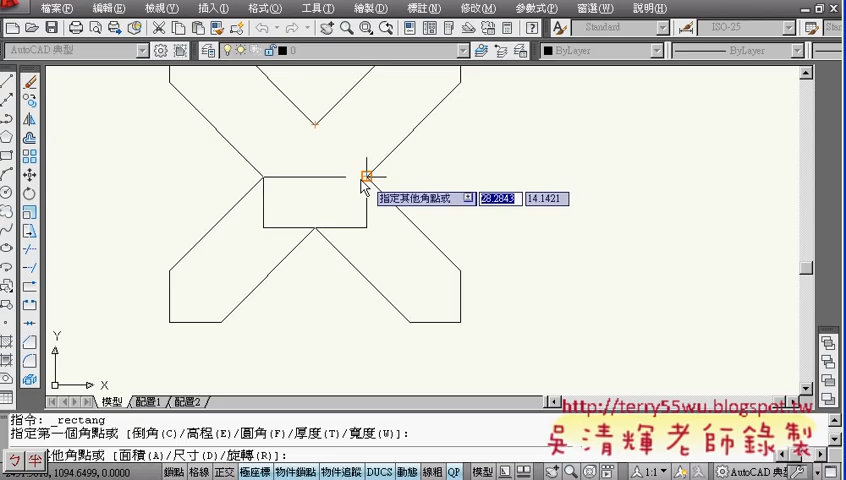 檔案(F) 編輯(E) 檢視(V) 插入(I) 格式(O) 工具(T) 繪製(D) 標註(N) 修改(M) 參數式(P) 視窗(W) 說明(H)
Standard ISO-25
AutoCAD 典型 0 ByLayer ByLayer
指定其他角點或 28.2843 14.1421
Y
X
模型 配置1 配置2
http://terry55wu.blogspot.tw
吳清輝老師錄製
指令: _rectang
指定第一個角點或 [倒角(C)/高程(E)/圓角(F)/厚度(T)/寬度(W)]:
其他角點或 [面積(A)/尺寸(D)/旋轉(R)]:
1094.6499, 0.0000 鎖點 格線 正交 極座標 物件鎖點 物件追蹤 DUCS 動態 線粗 QP 模型 1:1 AutoCAD 典型